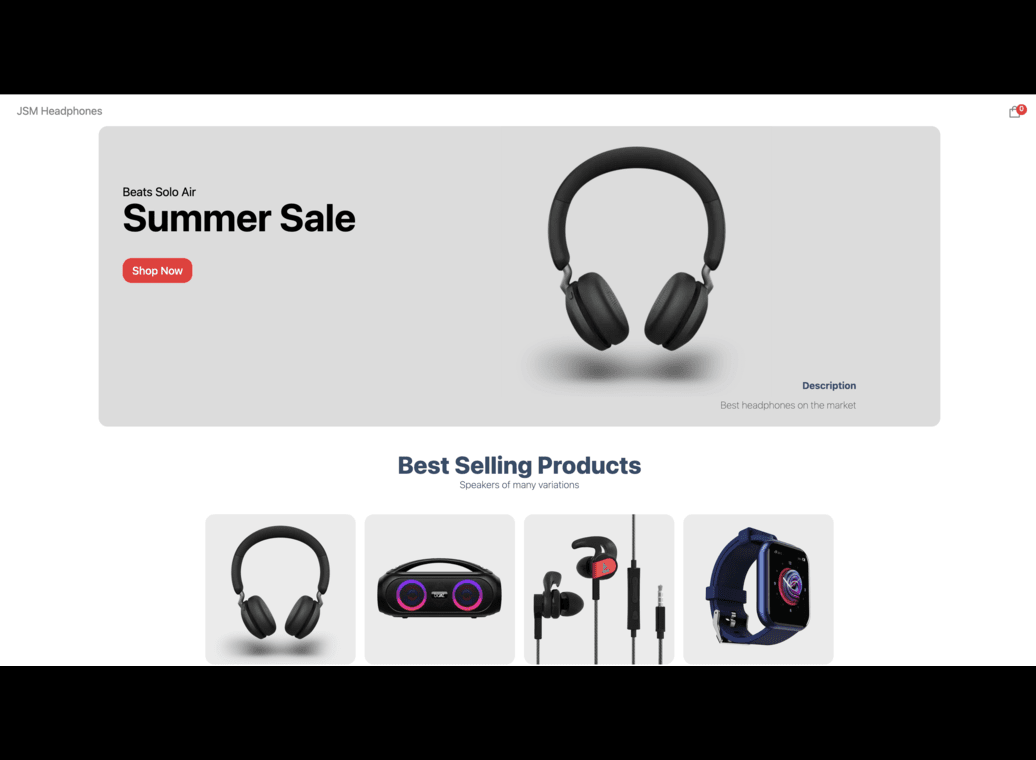 JSM Headphones
0
Beats Solo Air
Summer Sale
Shop Now
Description
Best headphones on the market
Best Selling Products
Speakers of many variations